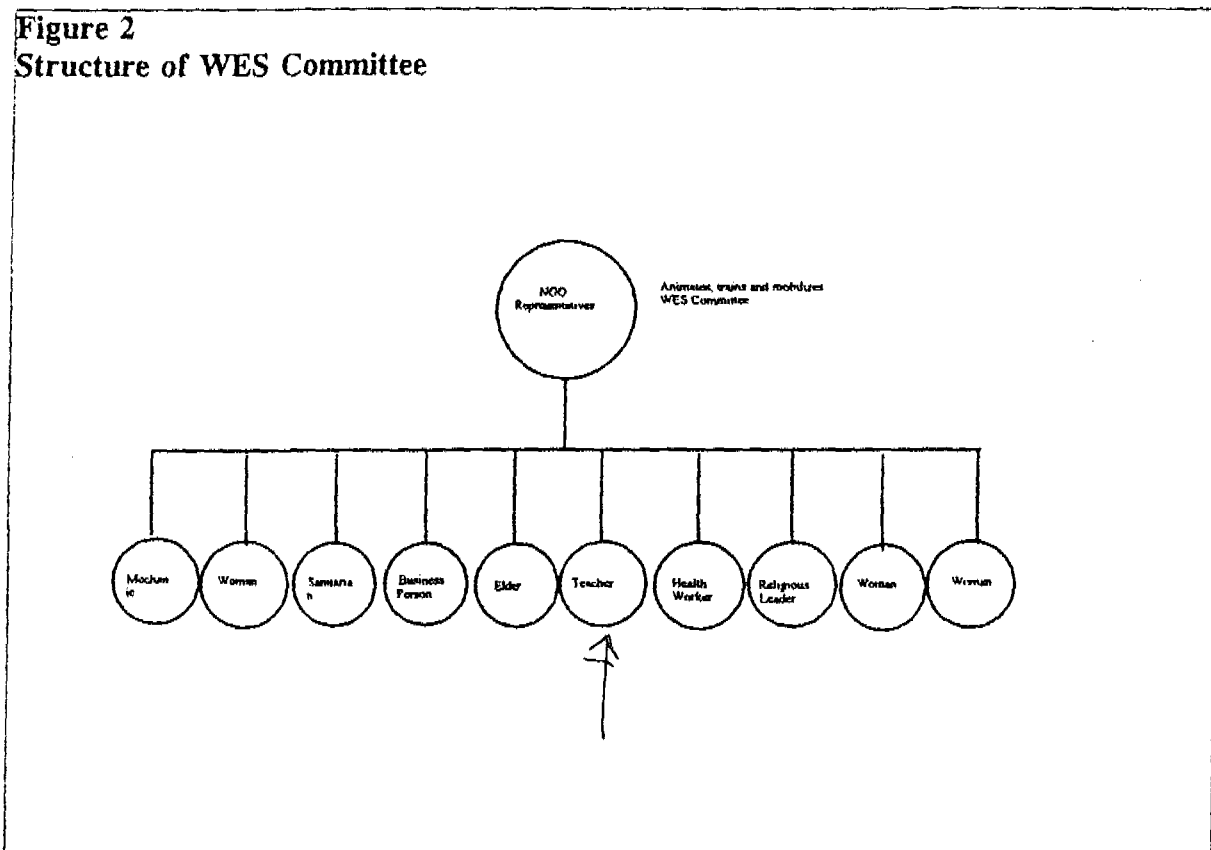 Figure 2
Structure of WES Committee
NGO
Representatives
Animates, trains and mobilizes
WES Committee
Mechan
ic
Woman
Business
Person
Elder
Teacher
Health
Worker
Religious
Leader
Woman
Woman